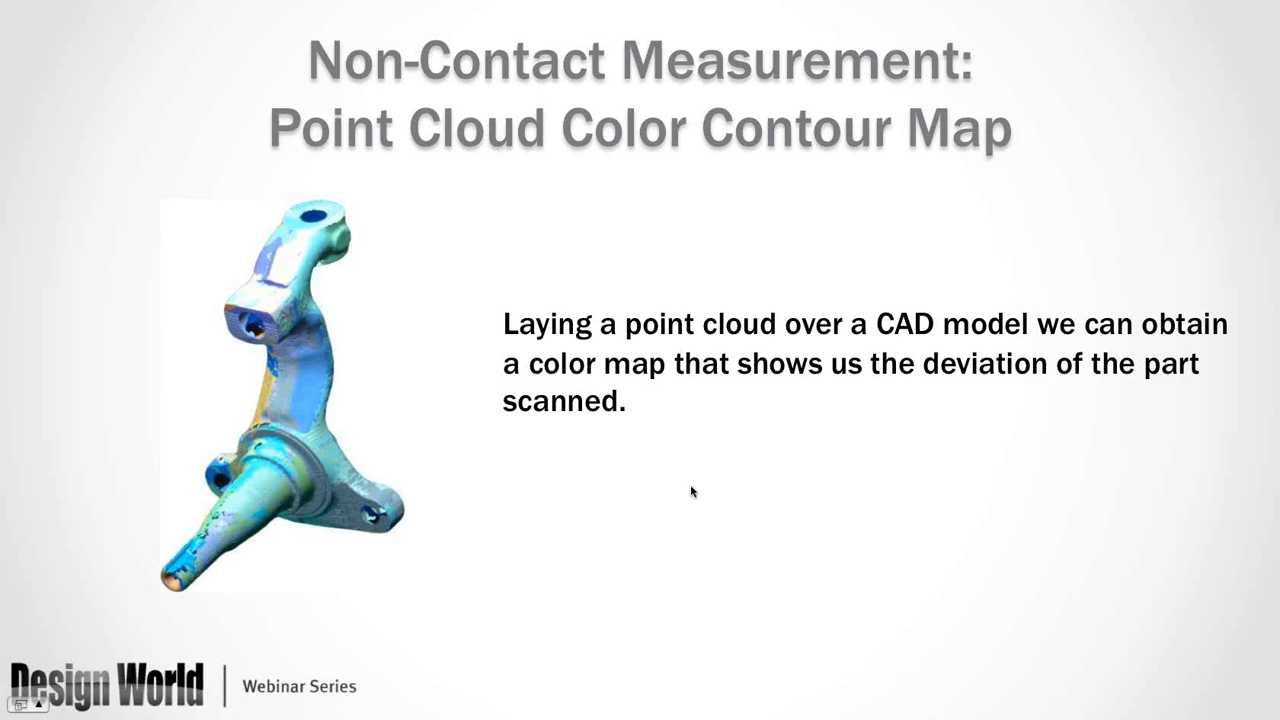 Non-Contact Measurement:
Point Cloud Color Contour Map
Laying a point cloud over a CAD model we can obtain
a color map that shows us the deviation of the part
scanned.
Design World
Webinar Series